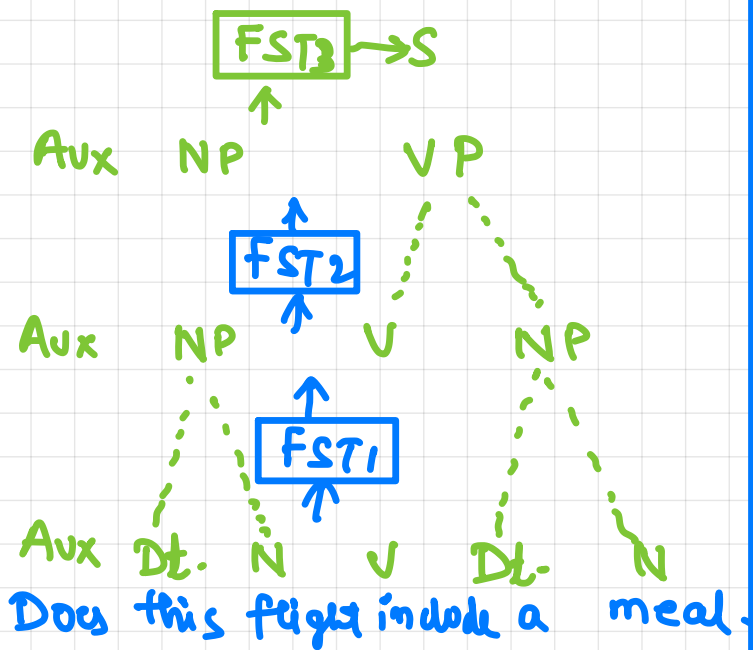 FST3 → S
Aux NP VP
FST2
Aux NP V NP
FST1
Aux Dt. N V Dt. N
Does this flight include a meal.